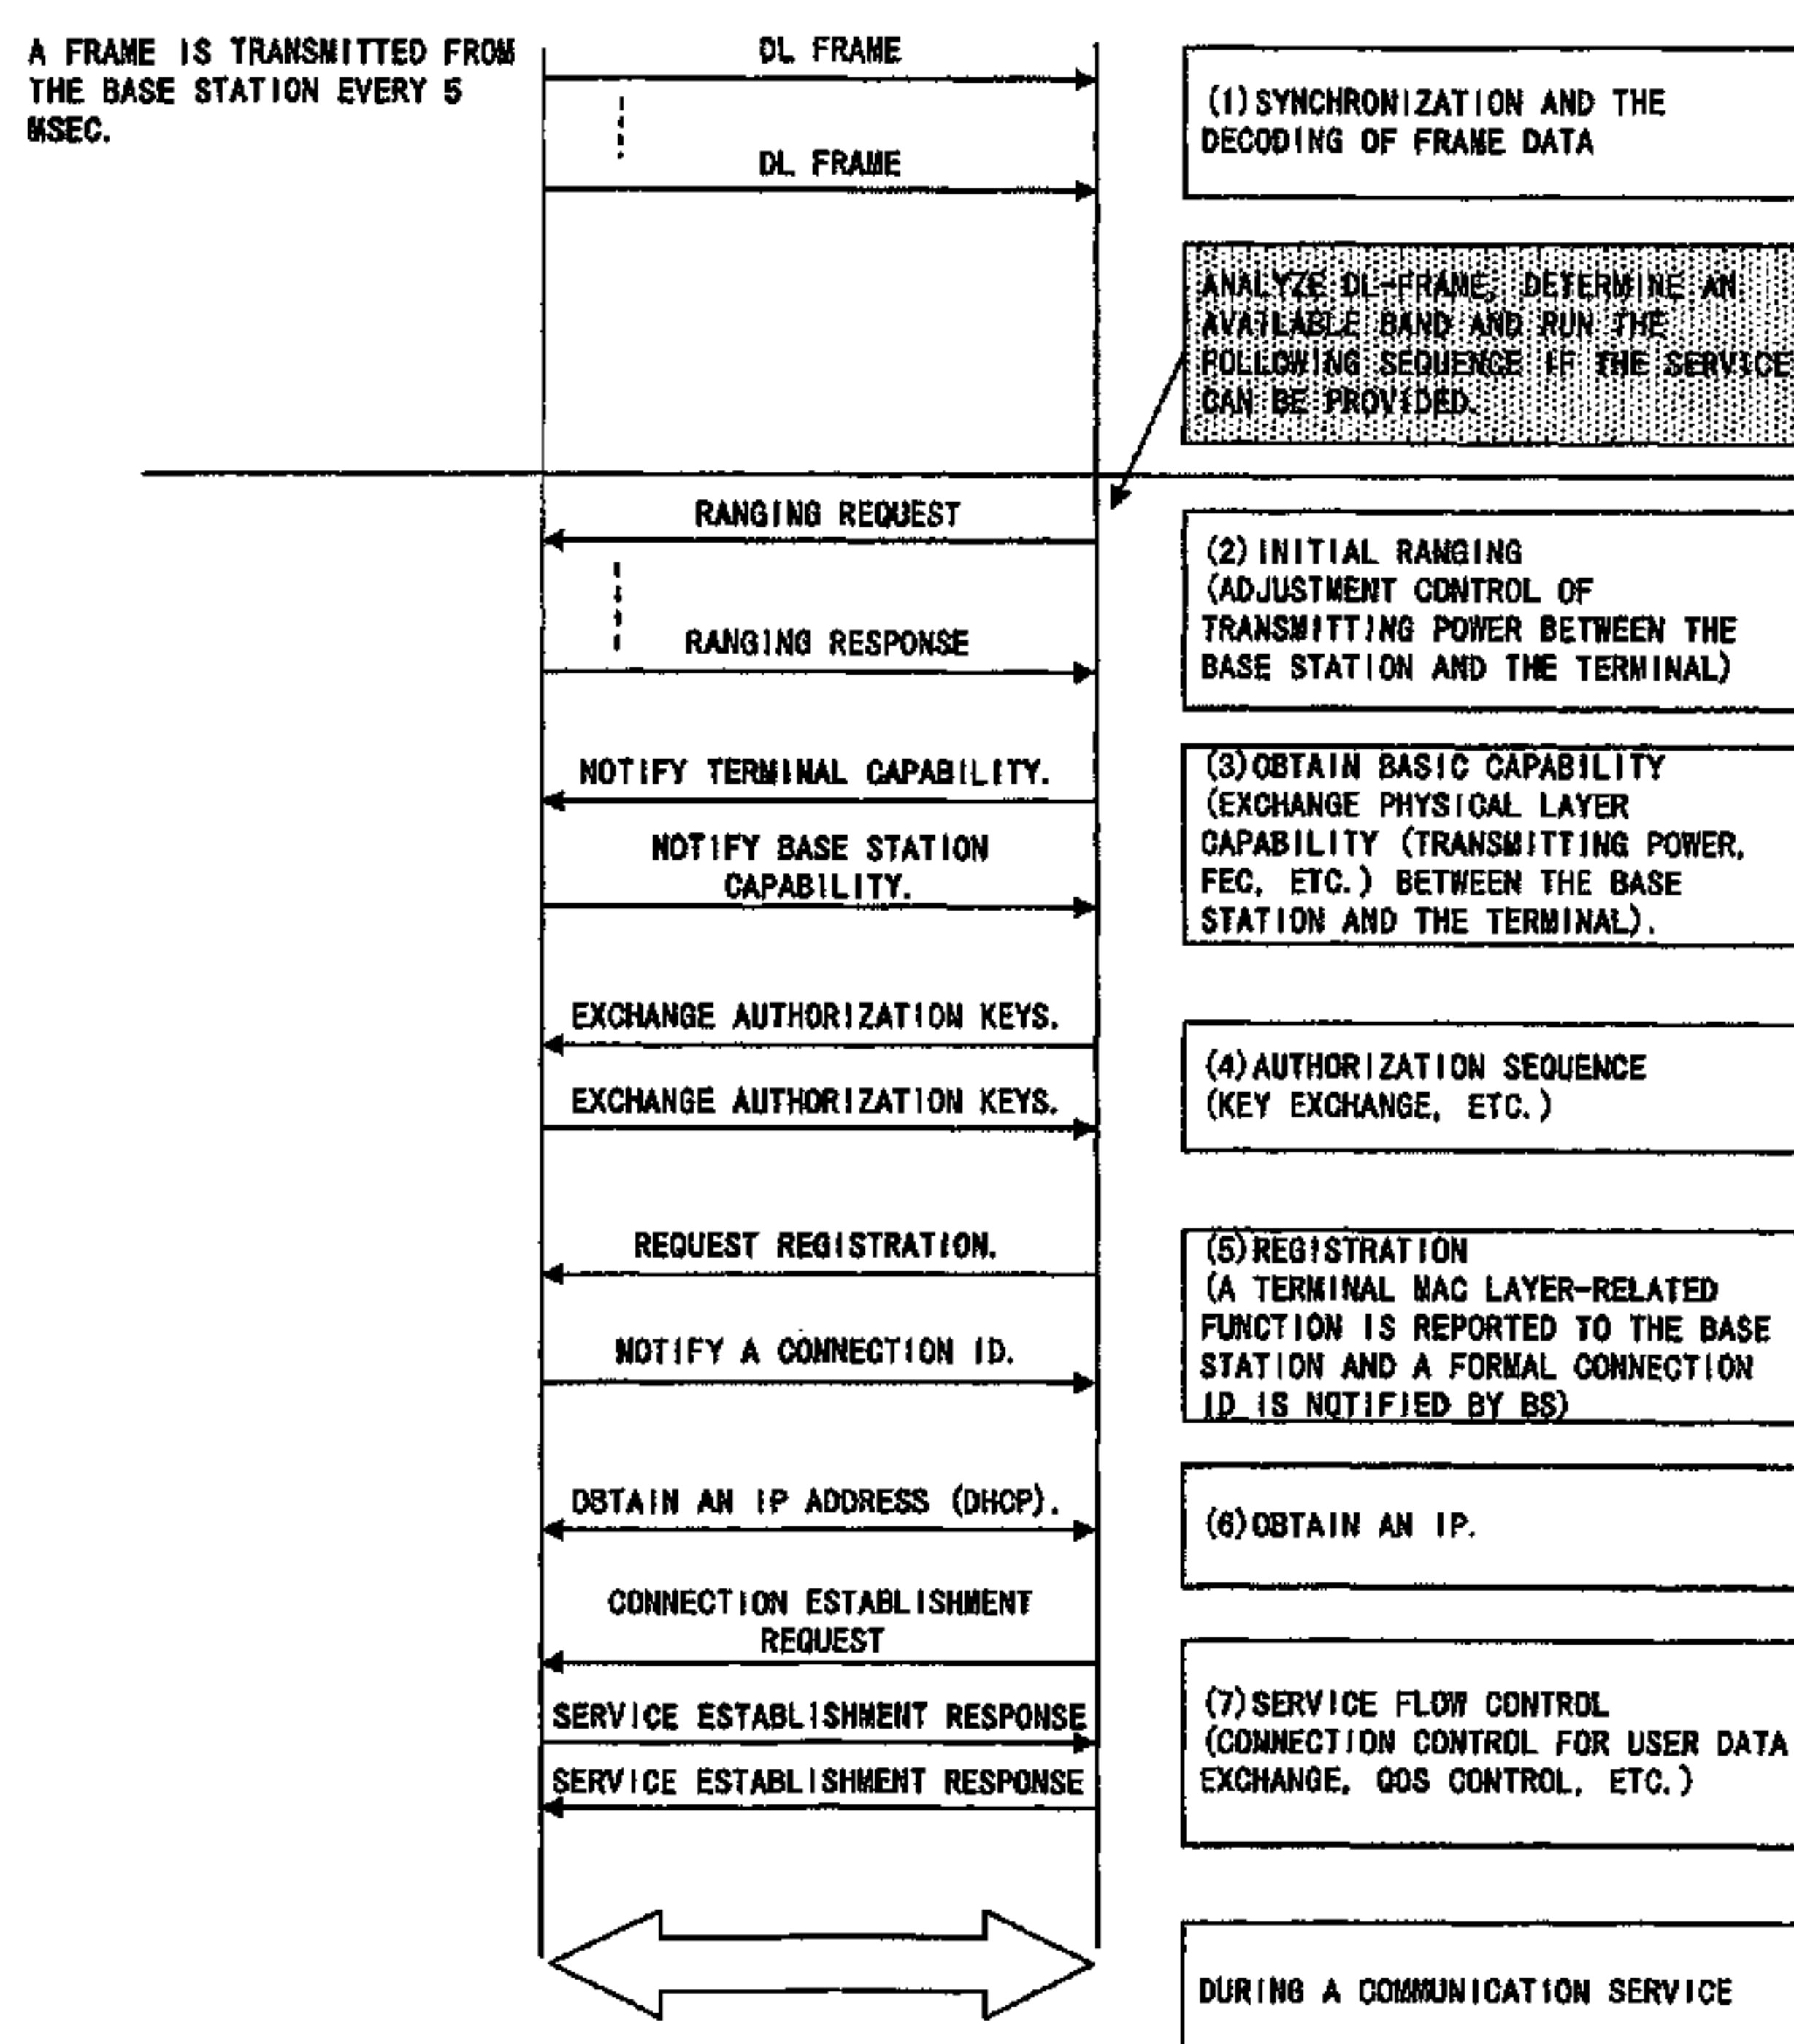 A FRAME IS TRANSMITTED FROM
THE BASE STATION EVERY 5
MSEC.
DL FRAME
DL FRAME
(1)SYNCHRONIZATION AND THE
DECODING OF FRAME DATA
ANALYZE DL-FRAME, DETERMINE AN
AVAILABLE BAND AND RUN THE
FOLLOWING SEQUENCE IF THE SERVICE
CAN BE PROVIDED.
RANGING REQUEST
RANGING RESPONSE
(2)INITIAL RANGING
(ADJUSTMENT CONTROL OF
TRANSMITTING POWER BETWEEN THE
BASE STATION AND THE TERMINAL)
NOTIFY TERMINAL CAPABILITY.
NOTIFY BASE STATION
CAPABILITY.
(3)OBTAIN BASIC CAPABILITY
(EXCHANGE PHYSICAL LAYER
CAPABILITY (TRANSMITTING POWER,
FEC, ETC.) BETWEEN THE BASE
STATION AND THE TERMINAL).
EXCHANGE AUTHORIZATION KEYS.
EXCHANGE AUTHORIZATION KEYS.
(4)AUTHORIZATION SEQUENCE
(KEY EXCHANGE, ETC.)
REQUEST REGISTRATION.
NOTIFY A CONNECTION ID.
(5)REGISTRATION
(A TERMINAL MAC LAYER-RELATED
FUNCTION IS REPORTED TO THE BASE
STATION AND A FORMAL CONNECTION
ID IS NOTIFIED BY BS)
OBTAIN AN IP ADDRESS (DHCP).
(6)OBTAIN AN IP.
CONNECTION ESTABLISHMENT
REQUEST
SERVICE ESTABLISHMENT RESPONSE
SERVICE ESTABLISHMENT RESPONSE
(7)SERVICE FLOW CONTROL
(CONNECTION CONTROL FOR USER DATA
EXCHANGE, QOS CONTROL, ETC.)
DURING A COMMUNICATION SERVICE